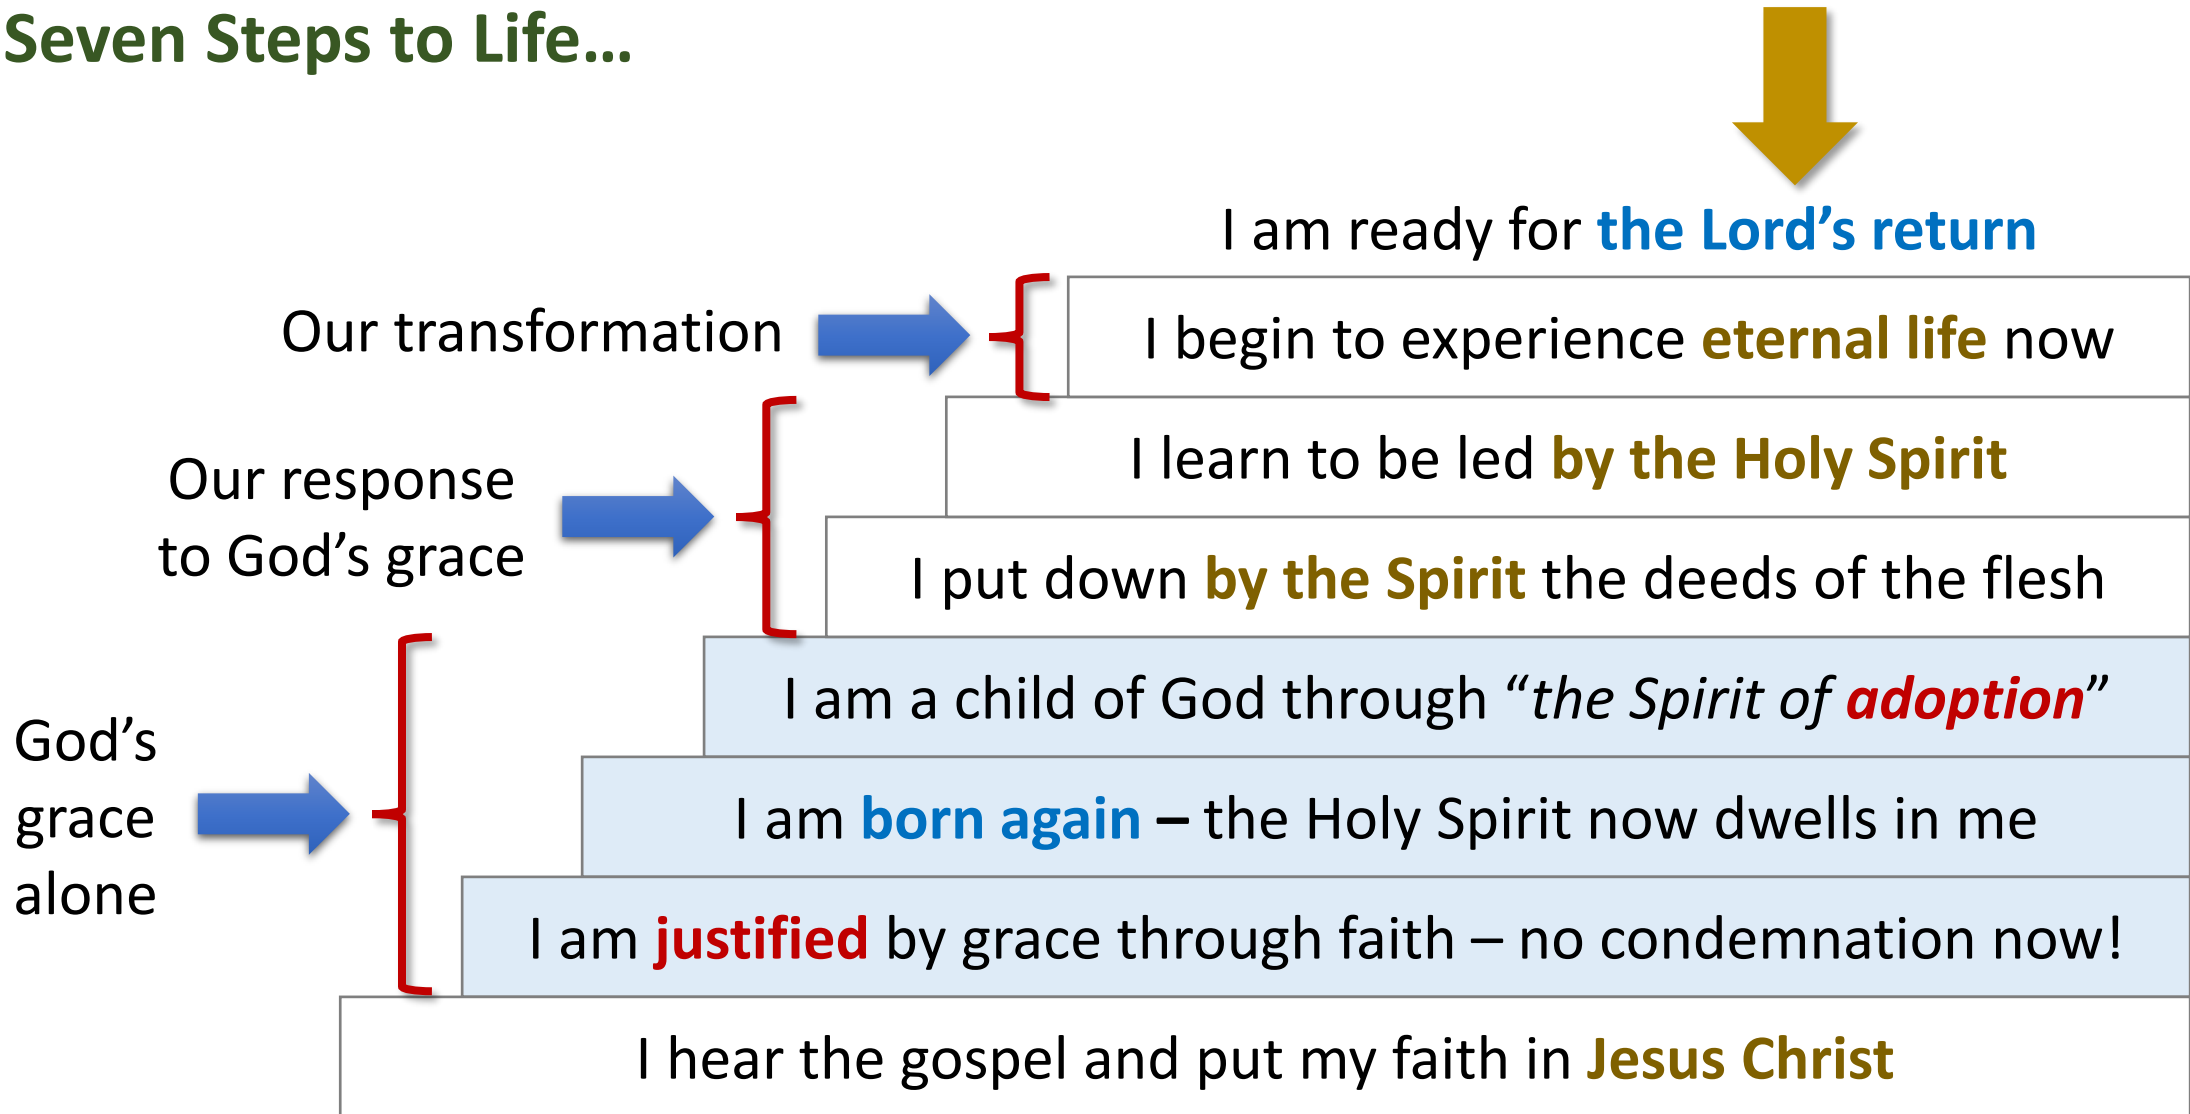 Seven Steps to Life…
I am ready for the Lord’s return
Our transformation
I begin to experience eternal life now
I learn to be led by the Holy Spirit
Our response
to God’s grace
I put down by the Spirit the deeds of the flesh
I am a child of God through “the Spirit of adoption”
God’s
grace
alone
I am born again – the Holy Spirit now dwells in me
I am justified by grace through faith – no condemnation now!
I hear the gospel and put my faith in Jesus Christ